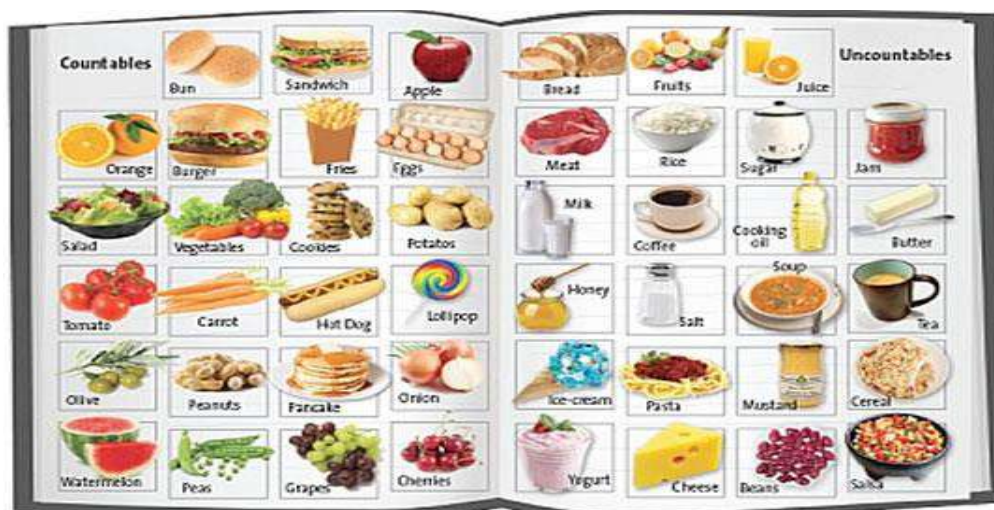 Countables
Bun
Sandwich
Apple
Orange
Burger
Fries
Eggs
Salad
Vegetables
Cookies
Potatos
Tomato
Carrot
Hot Dog
Lollipop
Olive
Peanuts
Pancake
Onion
Watermelon
Peas
Grapes
Cherries
Bread
Fruits
Juice
Uncountables
Meat
Rice
Sugar
Jam
Milk
Coffee
Cooking
oil
Butter
Honey
Salt
Soup
Tea
Ice-cream
Pasta
Mustard
Cereal
Yogurt
Cheese
Beans
Salsa